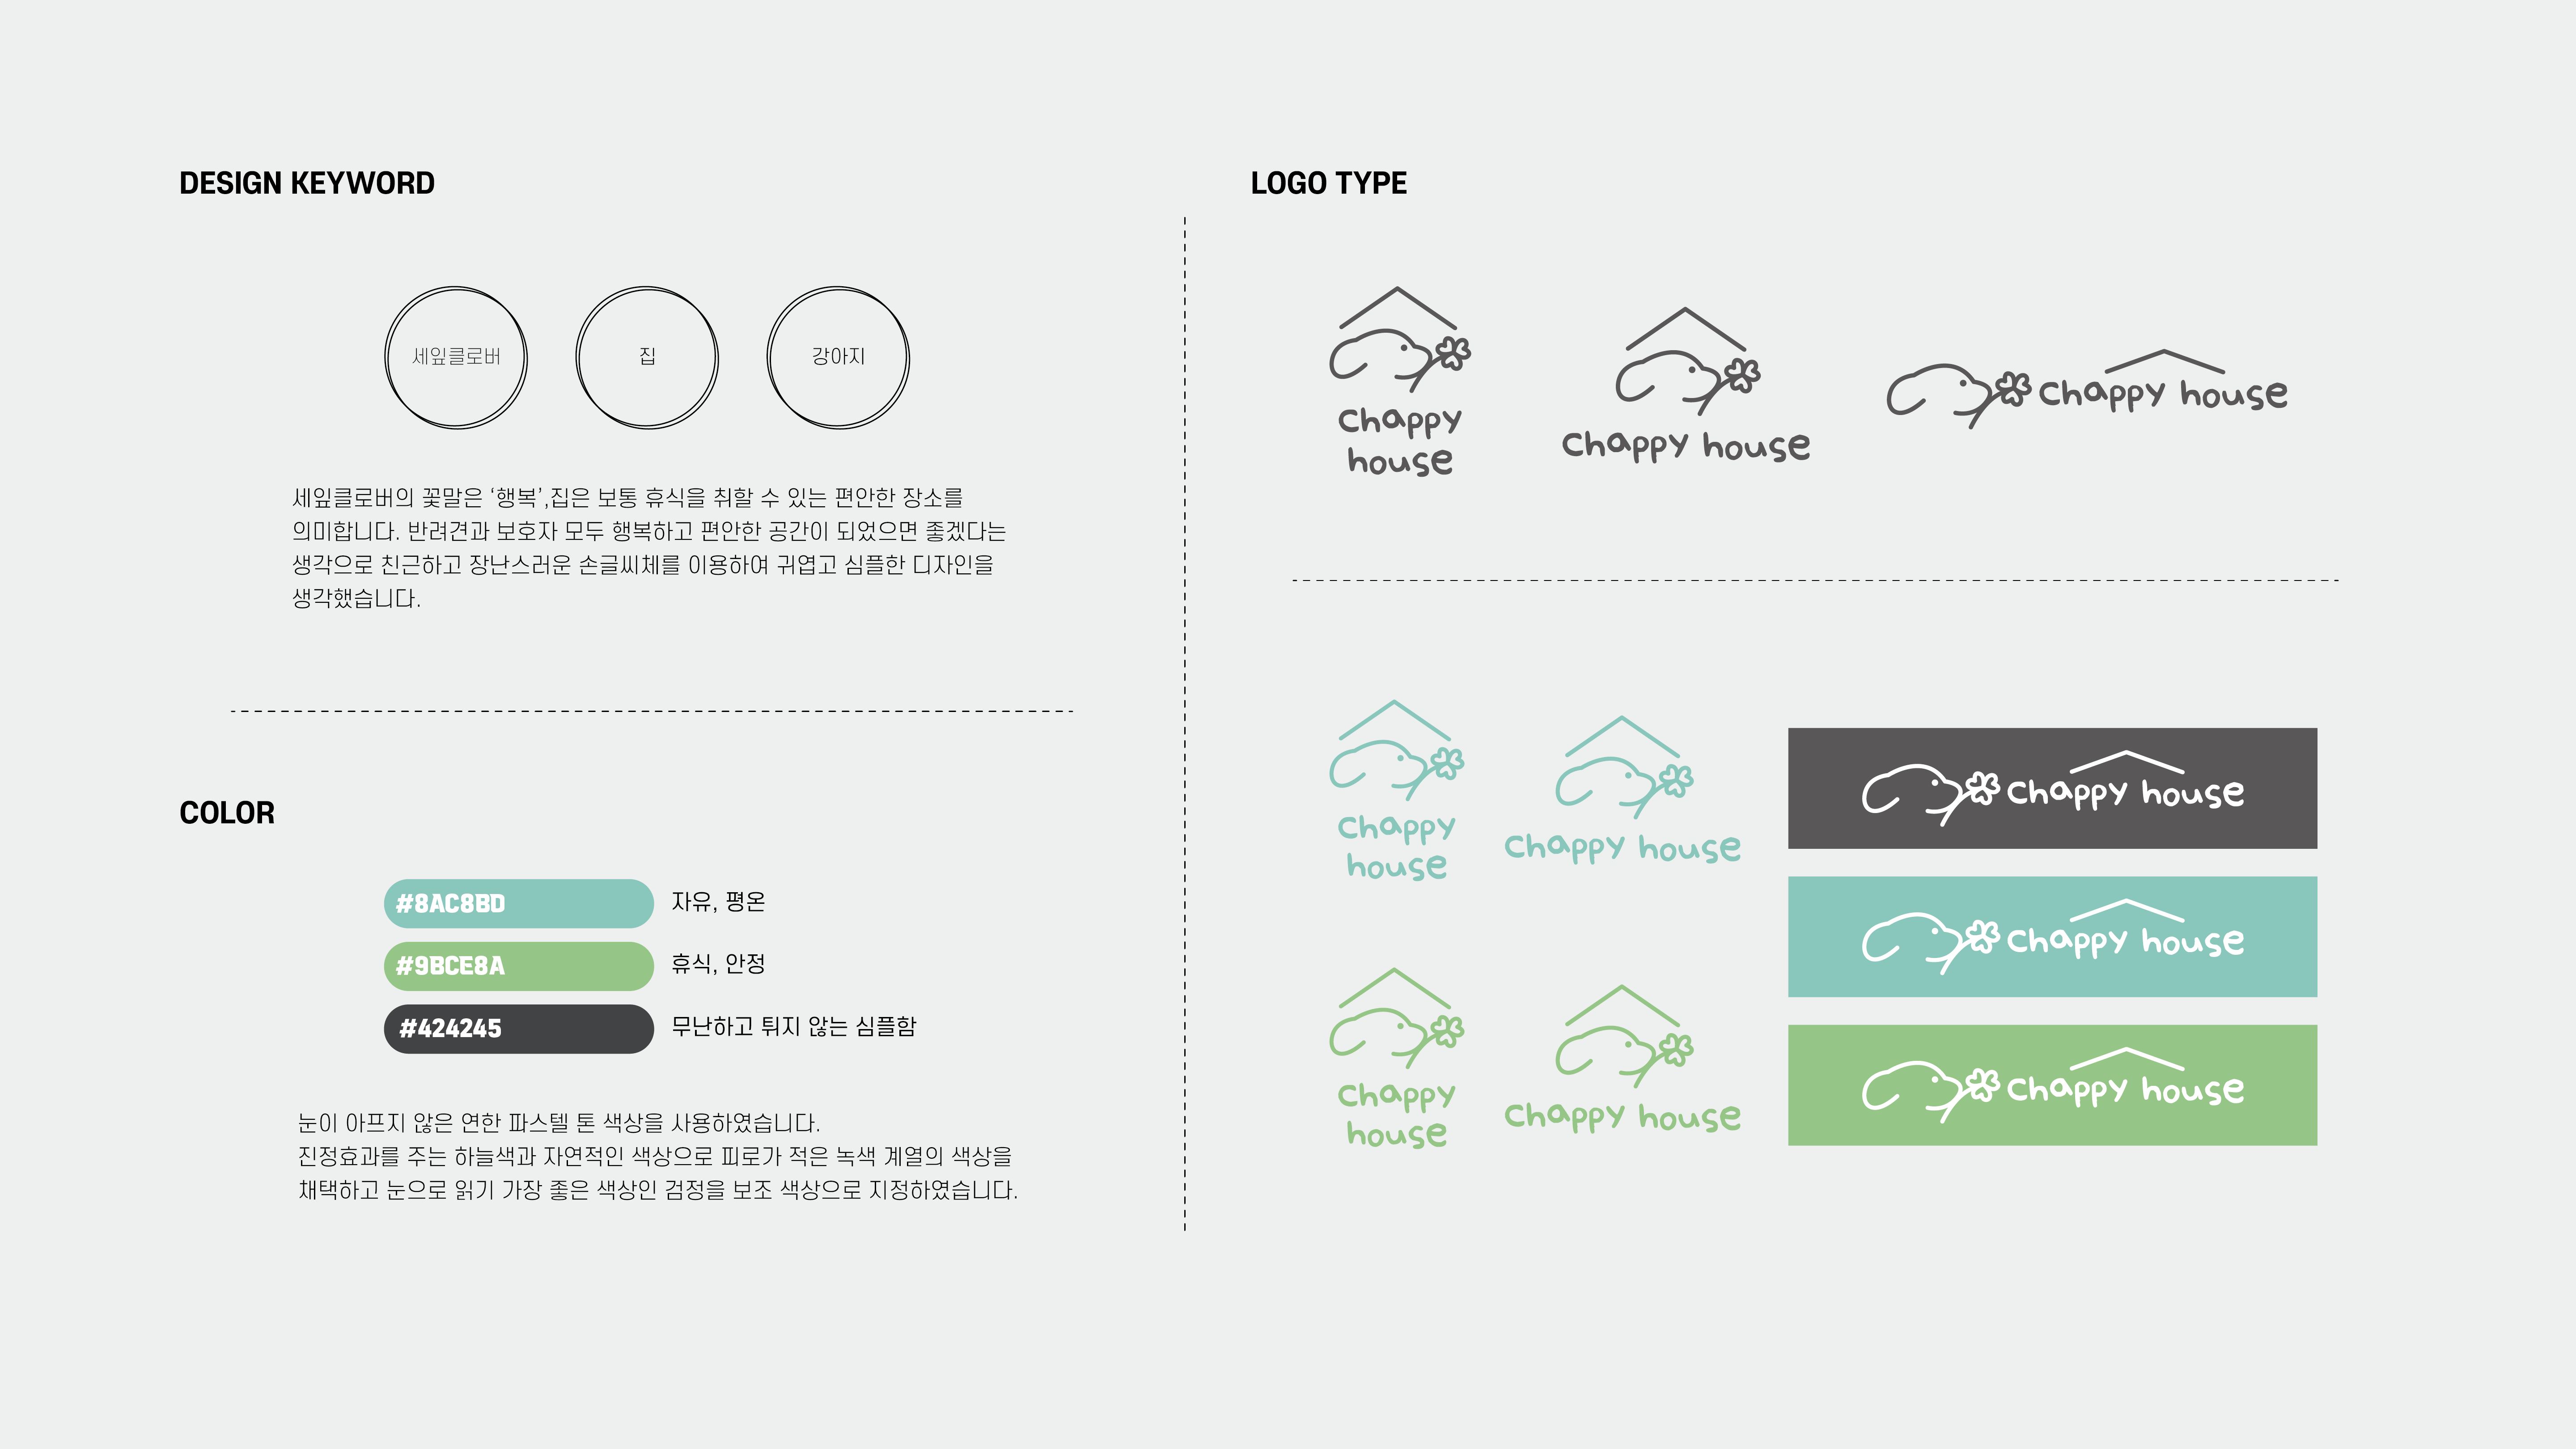 DESIGN KEYWORD
세잎클로버
집
강아지
세잎클로버의 꽃말은 ‘행복’,집은 보통 휴식을 취할 수 있는 편안한 장소를
의미합니다. 반려견과 보호자 모두 행복하고 편안한 공간이 되었으면 좋겠다는
생각으로 친근하고 장난스러운 손글씨체를 이용하여 귀엽고 심플한 디자인을
생각했습니다.
COLOR
#8AC8BD
자유, 평온
#9BCE8A
휴식, 안정
#424245
무난하고 튀지 않는 심플함
눈이 아프지 않은 연한 파스텔 톤 색상을 사용하였습니다.
진정효과를 주는 하늘색과 자연적인 색상으로 피로가 적은 녹색 계열의 색상을
채택하고 눈으로 읽기 가장 좋은 색상인 검정을 보조 색상으로 지정하였습니다.
LOGO TYPE
chappy
house
chappy house
chappy house
chappy
house
chappy house
chappy house
chappy house
chappy
house
chappy house
chappy house